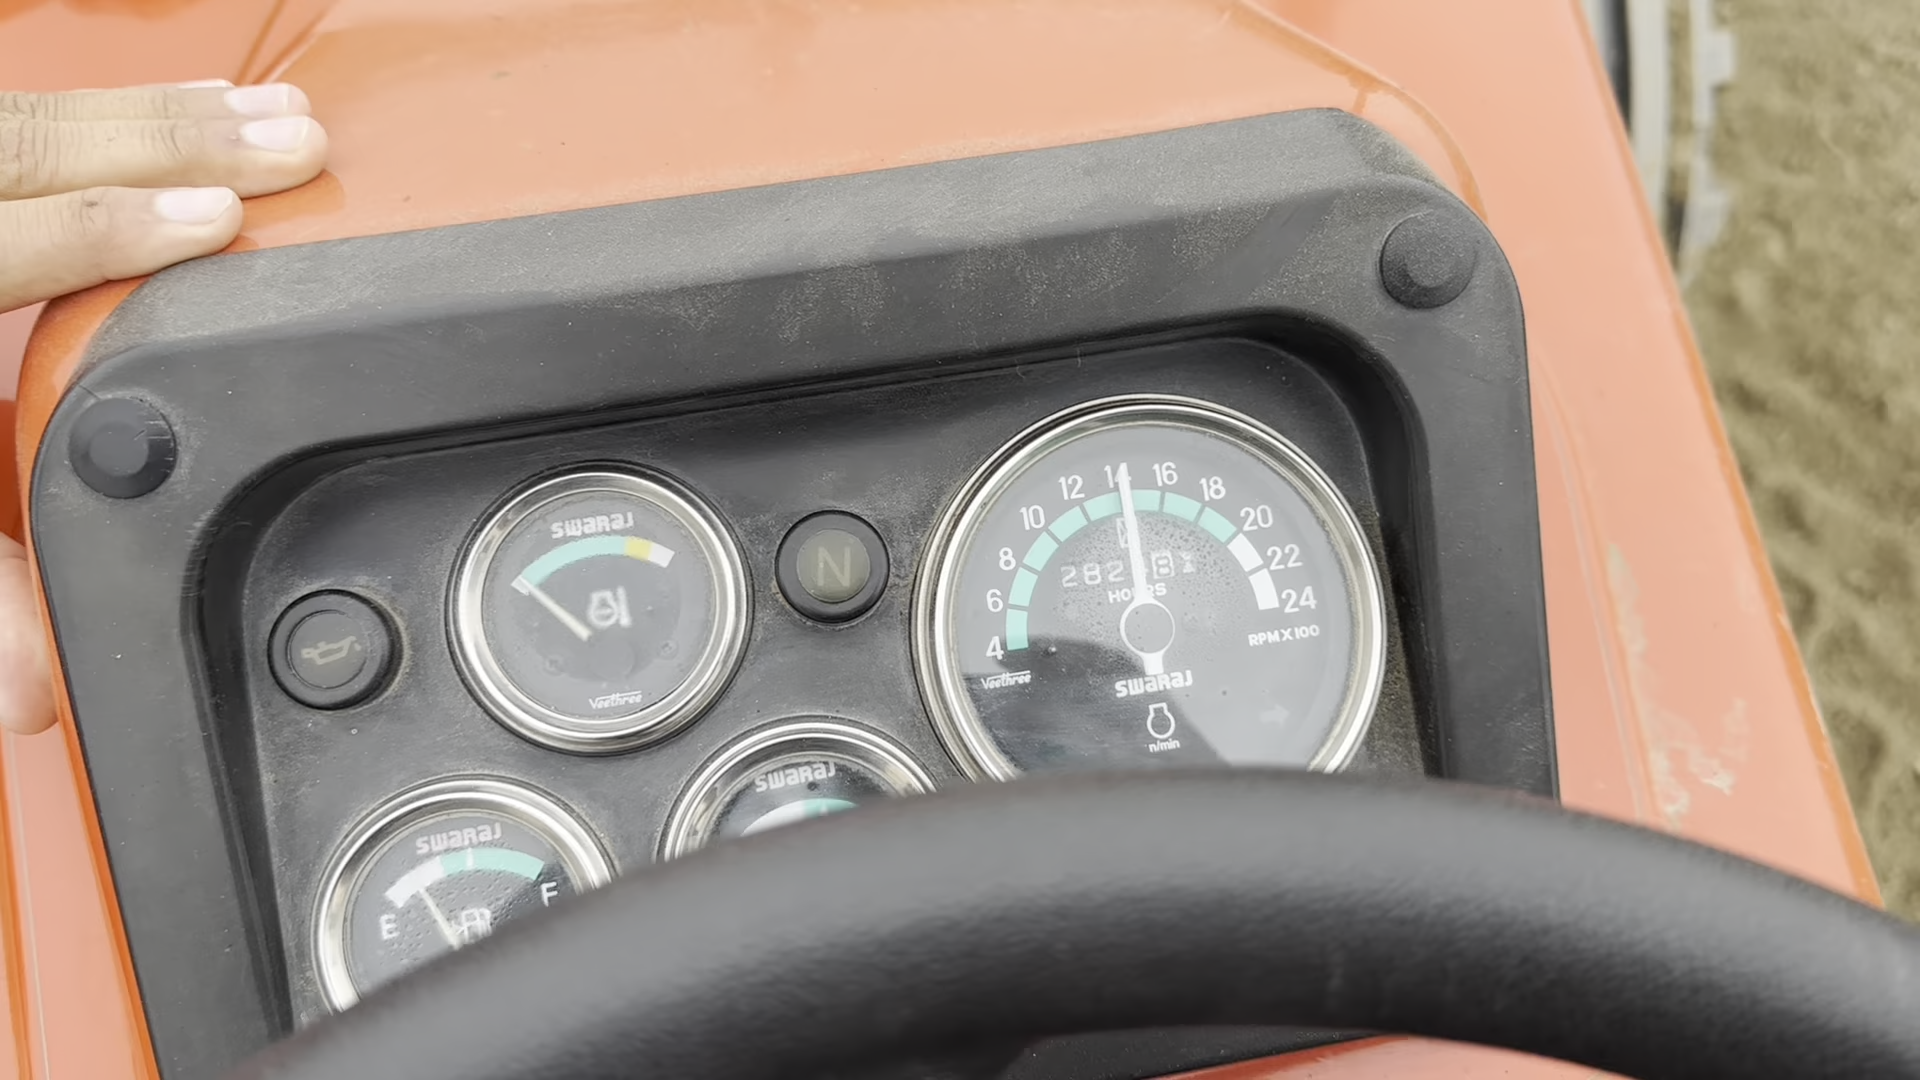 swaraj
Veethree
N
4
6
8
10
12
14
16
18
20
22
24
RPM X 100
HOURS
Veethree
swaraj
n/min
swaraj
swaraj
E
F